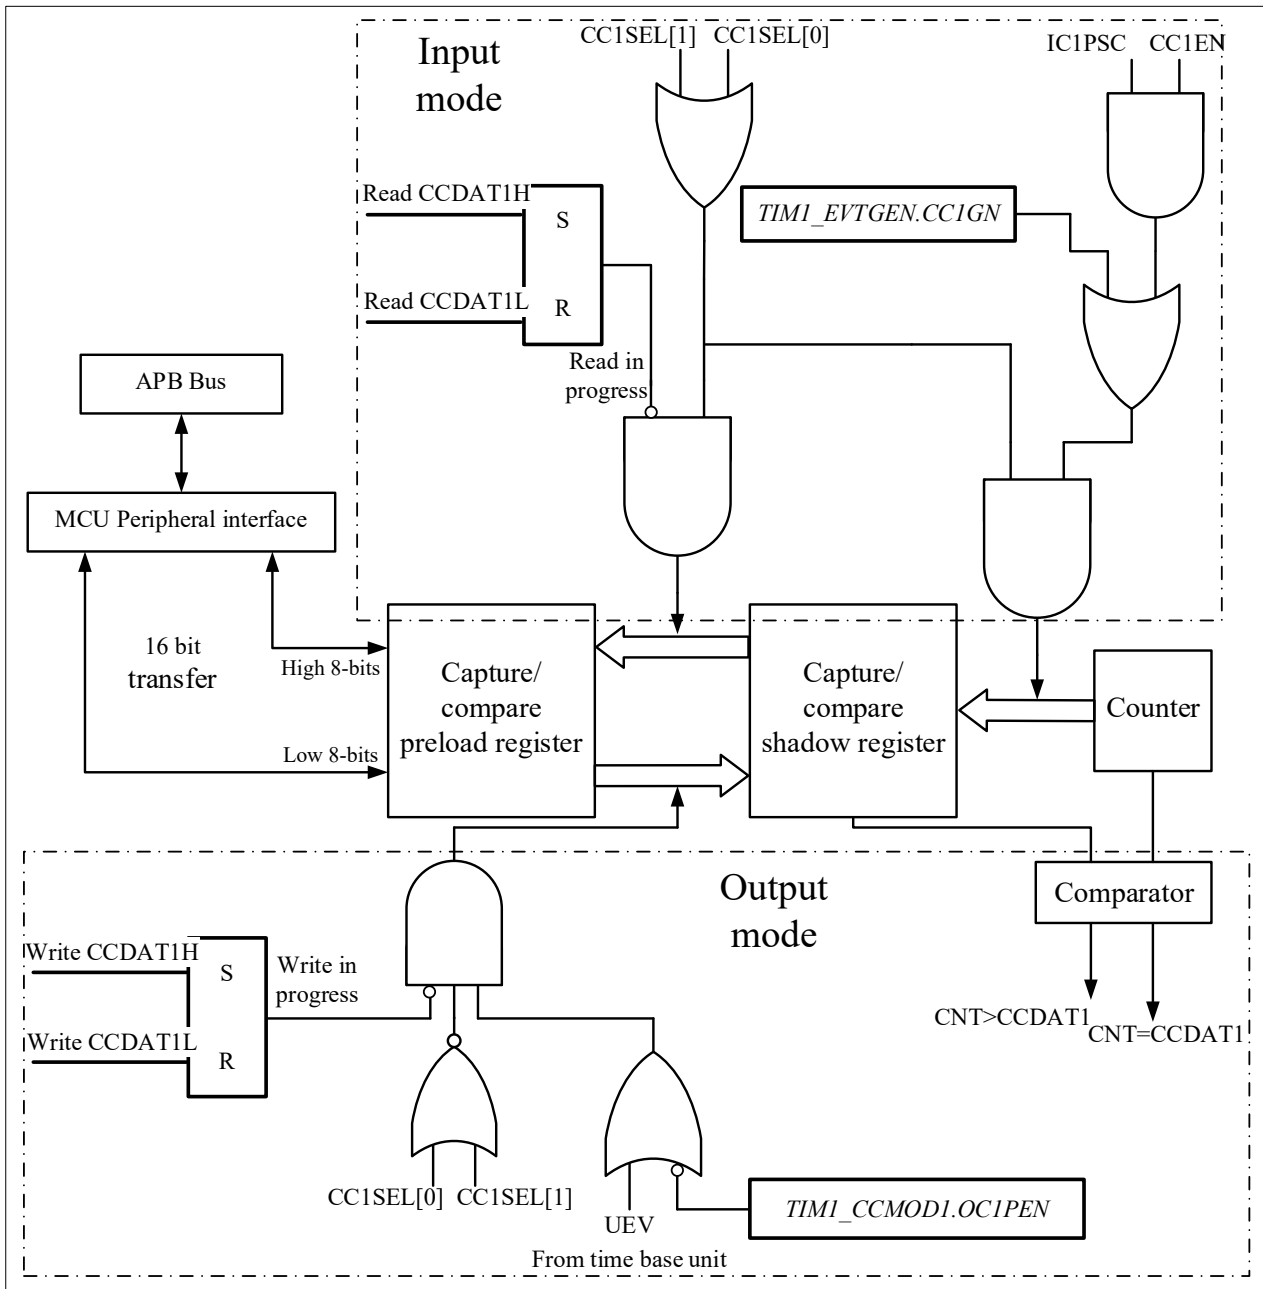 Input
mode
CC1SEL[1] CC1SEL[0]
IC1PSC CC1EN
Read CCDAT1H
S
TIM1_EVTGEN.CC1GN
Read CCDAT1L
R
Read in
progress
APB Bus
MCU Peripheral interface
16 bit
transfer
High 8-bits
Low 8-bits
Capture/
compare
preload register
Capture/
compare
shadow register
Counter
Output
mode
Comparator
Write CCDAT1H
S
Write in
progress
Write CCDAT1L
R
CNT>CCDAT1
CNT=CCDAT1
CC1SEL[0] CC1SEL[1]
UEV
TIM1_CCMOD1.OC1PEN
From time base unit